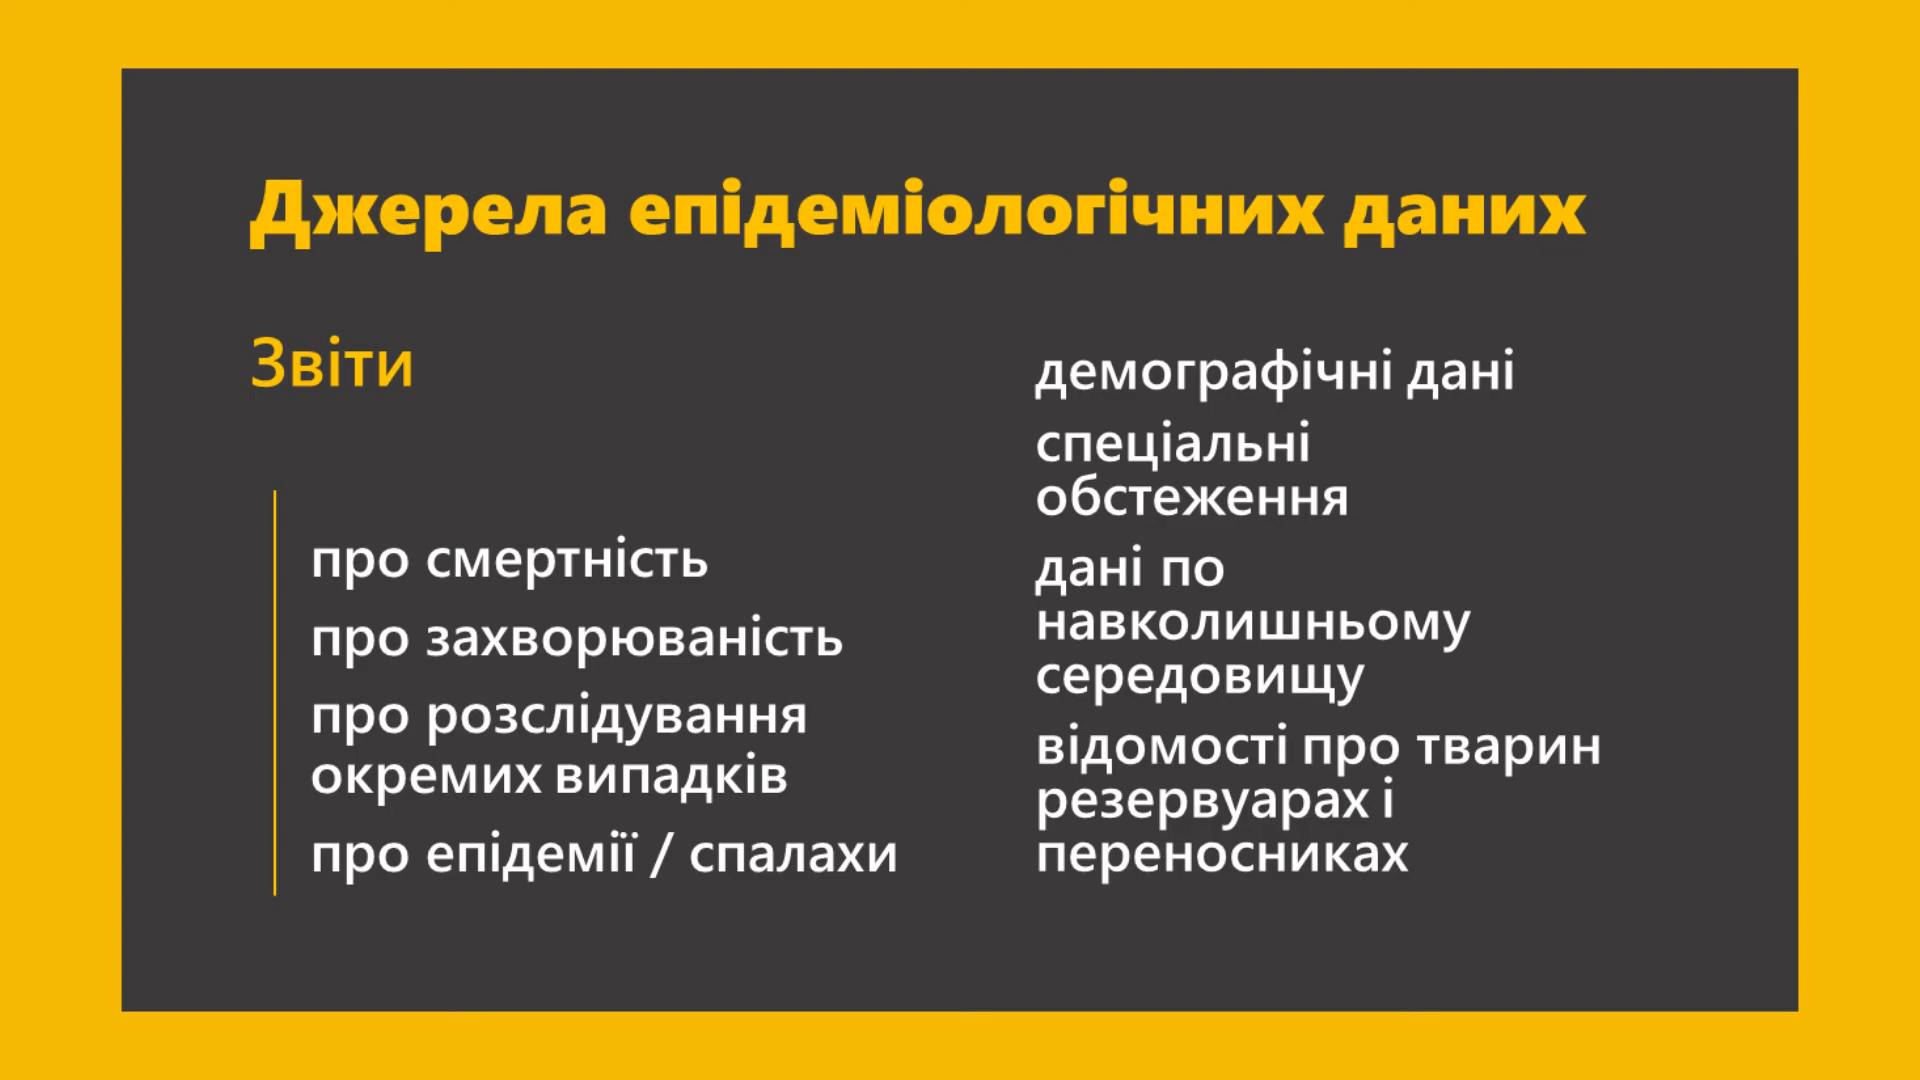 Джерела епідеміологічних даних
Звіти
про смертність
про захворюваність
про розслідування
окремих випадків
про епідемії / спалахи
демографічні дані
спеціальні
обстеження
дані по
навколишньому
середовищу
відомості про тварин
резервуарах і
переносниках